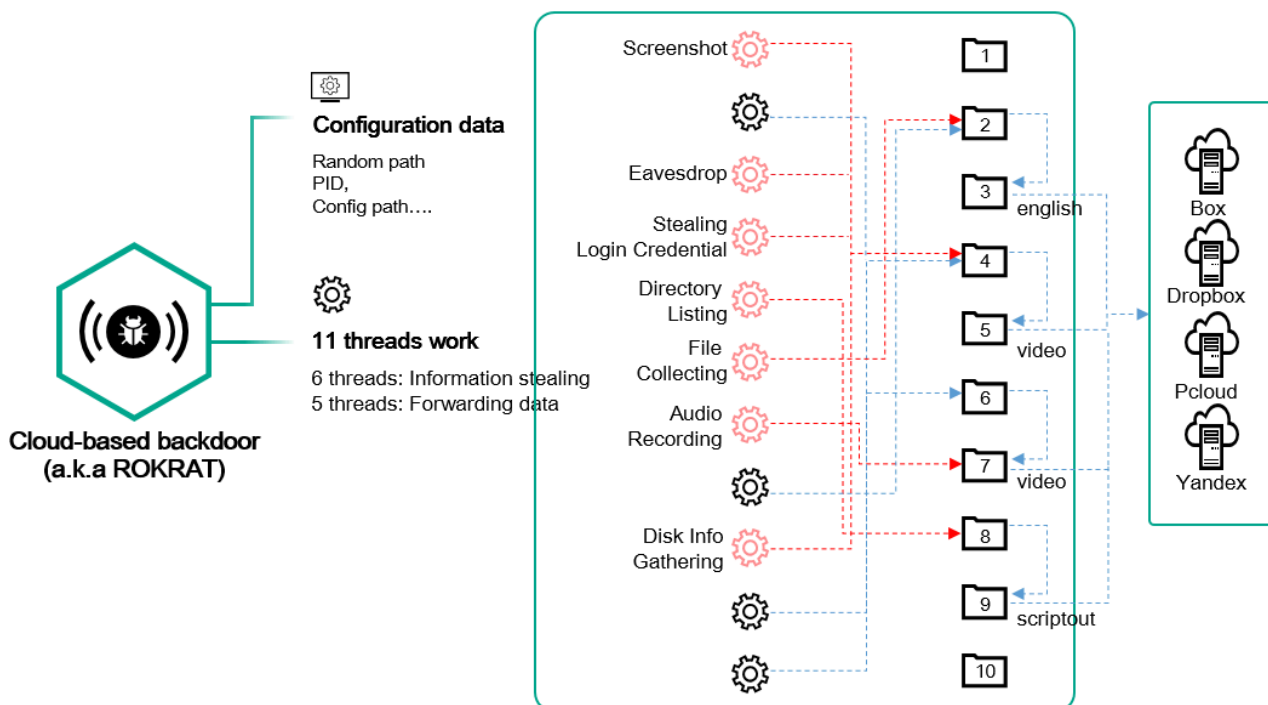 Cloud-based backdoor
(a.k.a ROKRAT)
Configuration data
Random path
PID,
Config path....
11 threads work
6 threads: Information stealing
5 threads: Forwarding data
Screenshot
Eavesdrop
Stealing
Login Credential
Directory
Listing
File
Collecting
Audio
Recording
Disk Info
Gathering
1
2
3
english
4
5
video
6
7
video
8
9
scriptout
10
Box
Dropbox
Pcloud
Yandex